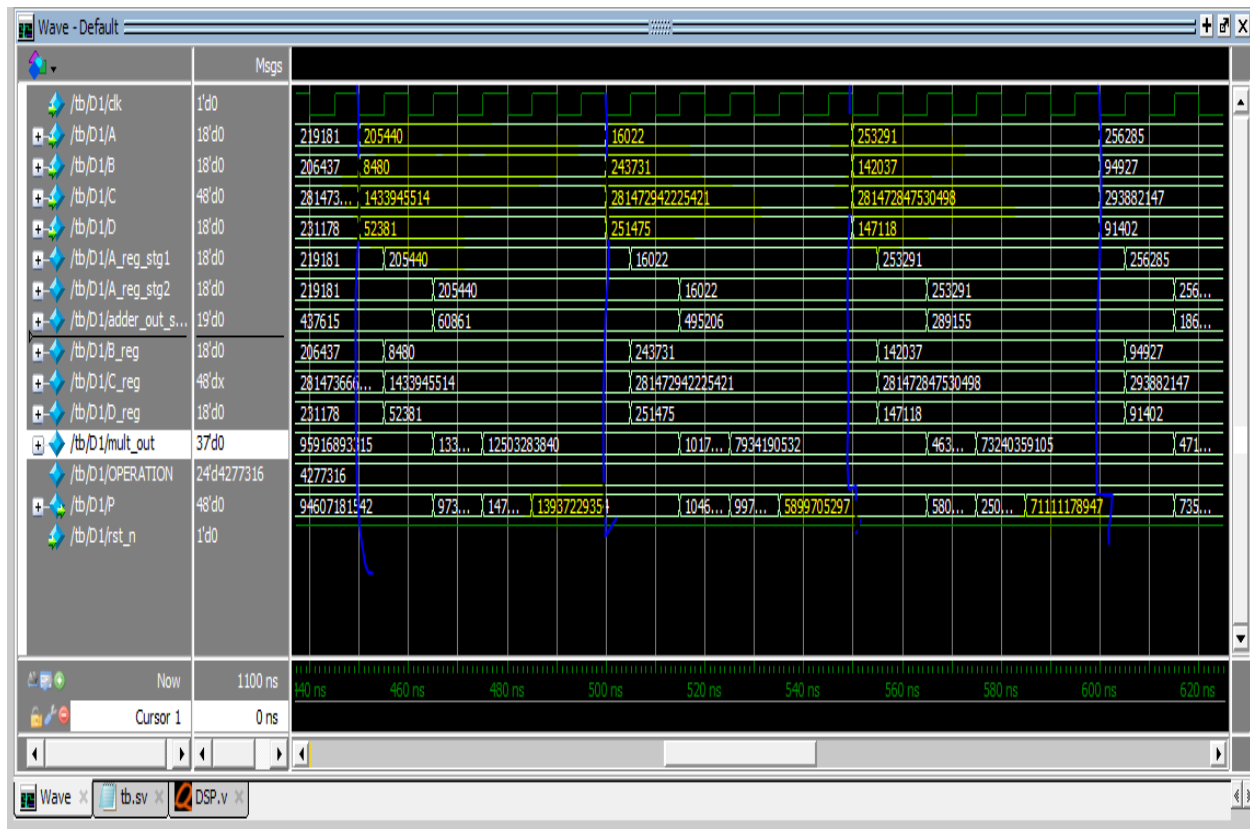 Wave - Default
Msgs
/tb/D1/clk 1'd0
/tb/D1/A 18'd0 219181 205440 16022 253291 256285
/tb/D1/B 18'd0 206437 8480 243731 142037 94927
/tb/D1/C 48'd0 281473... 1433945514 281472942225421 281472847530498 293882147
/tb/D1/D 18'd0 231178 52381 251475 147118 91402
/tb/D1/A_reg_stg1 18'd0 219181 205440 16022 253291 256285
/tb/D1/A_reg_stg2 18'd0 219181 205440 16022 253291 256...
/tb/D1/adder_out_s... 19'd0 437615 60861 495206 289155 186...
/tb/D1/B_reg 18'd0 206437 8480 243731 142037 94927
/tb/D1/C_reg 48'dx 281473666... 1433945514 281472942225421 281472847530498 293882147
/tb/D1/D_reg 18'd0 231178 52381 251475 147118 91402
/tb/D1/mult_out 37'd0 95916893315 133... 12503283840 1017... 7934190532 463... 73240359105 471...
/tb/D1/OPERATION 24'd4277316 4277316
/tb/D1/P 48'd0 94607181542 973... 147... 13937229354 1046... 997... 5899705297 580... 250... 71111178947 735...
/tb/D1/rst_n 1'd0
Now 1100 ns 440 ns 460 ns 480 ns 500 ns 520 ns 540 ns 560 ns 580 ns 600 ns 620 ns
Cursor 1 0 ns
Wave tb.sv DSP.v